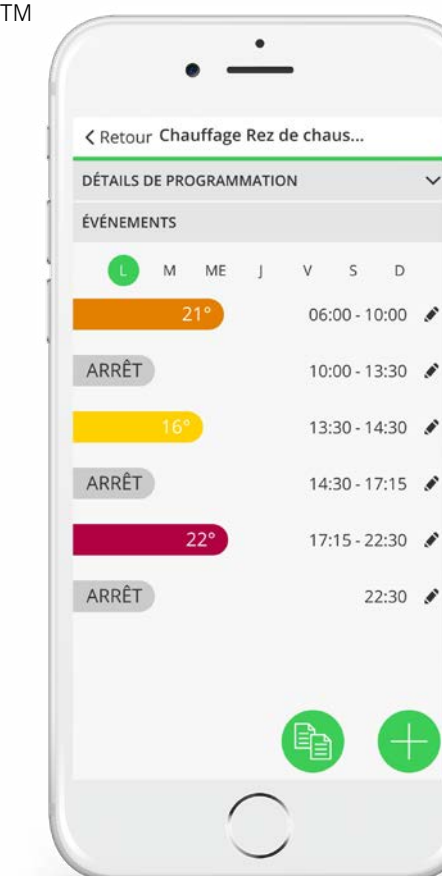 TM
Retour Chauffage Rez de chaus...
DÉTAILS DE PROGRAMMATION
ÉVÉNEMENTS
L M ME J V S D
21° 06:00 - 10:00
ARRÊT 10:00 - 13:30
16° 13:30 - 14:30
ARRÊT 14:30 - 17:15
22° 17:15 - 22:30
ARRÊT 22:30